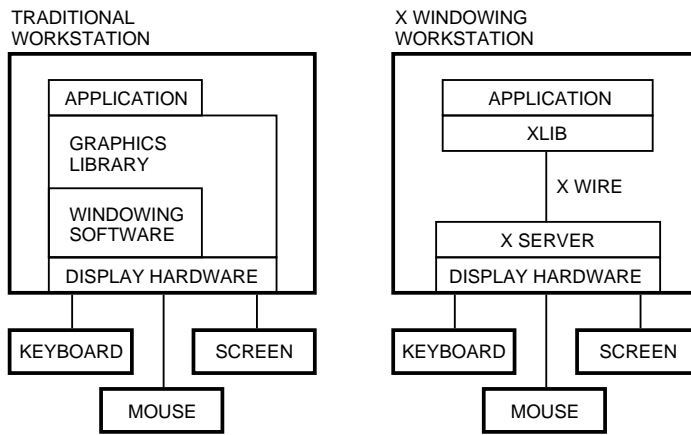 TRADITIONAL
WORKSTATION
APPLICATION
GRAPHICS
LIBRARY
WINDOWING
SOFTWARE
DISPLAY HARDWARE
KEYBOARD
SCREEN
MOUSE
X WINDOWING
WORKSTATION
APPLICATION
XLIB
X WIRE
X SERVER
DISPLAY HARDWARE
KEYBOARD
SCREEN
MOUSE